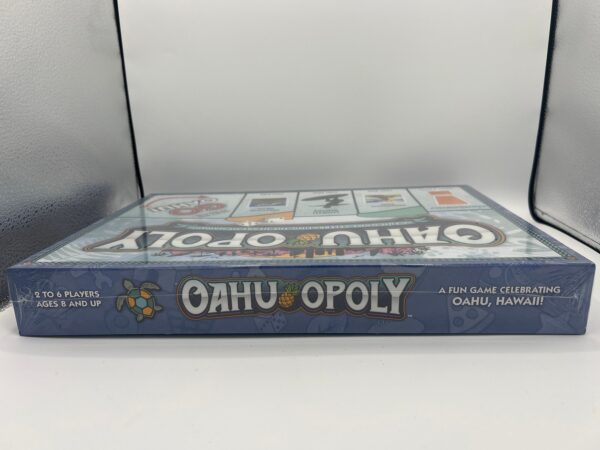 OAHU OPOLY
2 TO 6 PLAYERS
AGES 8 AND UP
OAHU OPOLY
A FUN GAME CELEBRATING
OAHU, HAWAII!